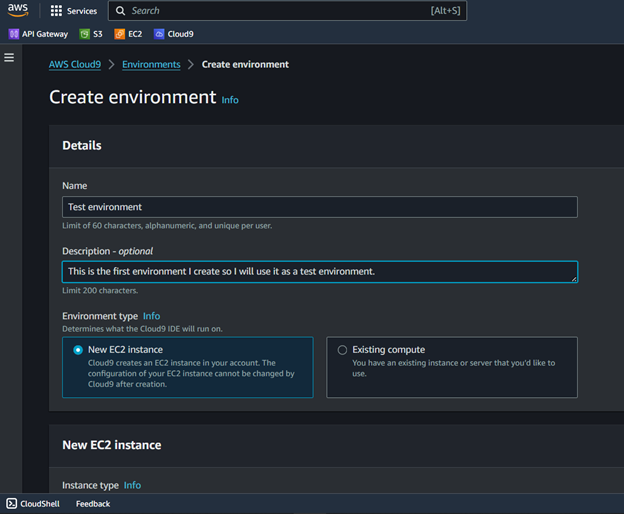 aws
Services
Search
[Alt+S]
API Gateway
S3
EC2
Cloud9
AWS Cloud9 > Environments > Create environment
Create environment Info
Details
Name
Test environment
Limit of 60 characters, alphanumeric, and unique per user.
Description - optional
This is the first environment I create so I will use it as a test environment.
Limit 200 characters.
Environment type Info
Determines what the Cloud9 IDE will run on.
New EC2 instance
Cloud9 creates an EC2 instance in your account. The
configuration of your EC2 instance cannot be changed by
Cloud9 after creation.
Existing compute
You have an existing instance or server that you'd like to
use.
New EC2 instance
Instance type Info
CloudShell
Feedback